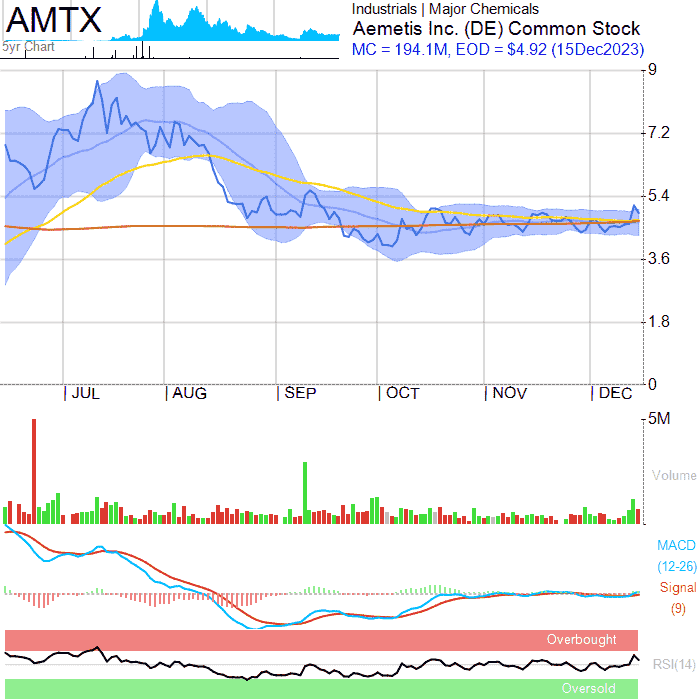 AMTX
5yr Chart
Industrials | Major Chemicals
Aemetis Inc. (DE) Common Stock
MC = 194.1M, EOD = $4.92 (15Dec2023)
9
7.2
5.4
3.6
1.8
0
JUL
AUG
SEP
OCT
NOV
DEC
5M
Volume
MACD
(12-26)
Signal
(9)
Overbought
RSI(14)
Oversold